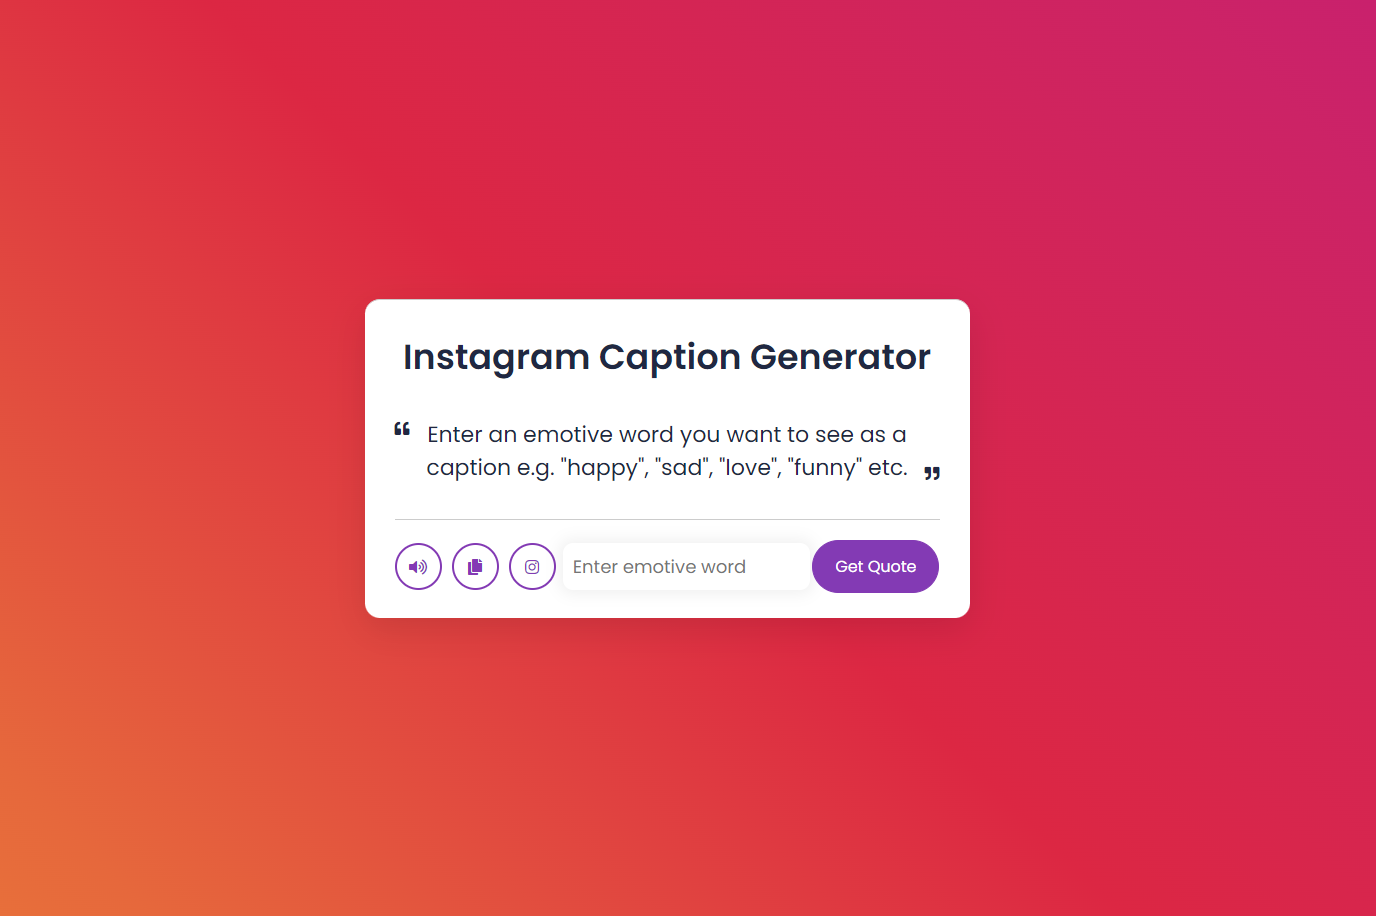 Instagram Caption Generator
“ Enter an emotive word you want to see as a
caption e.g. "happy", "sad", "love", "funny" etc. ”
Enter emotive word
Get Quote